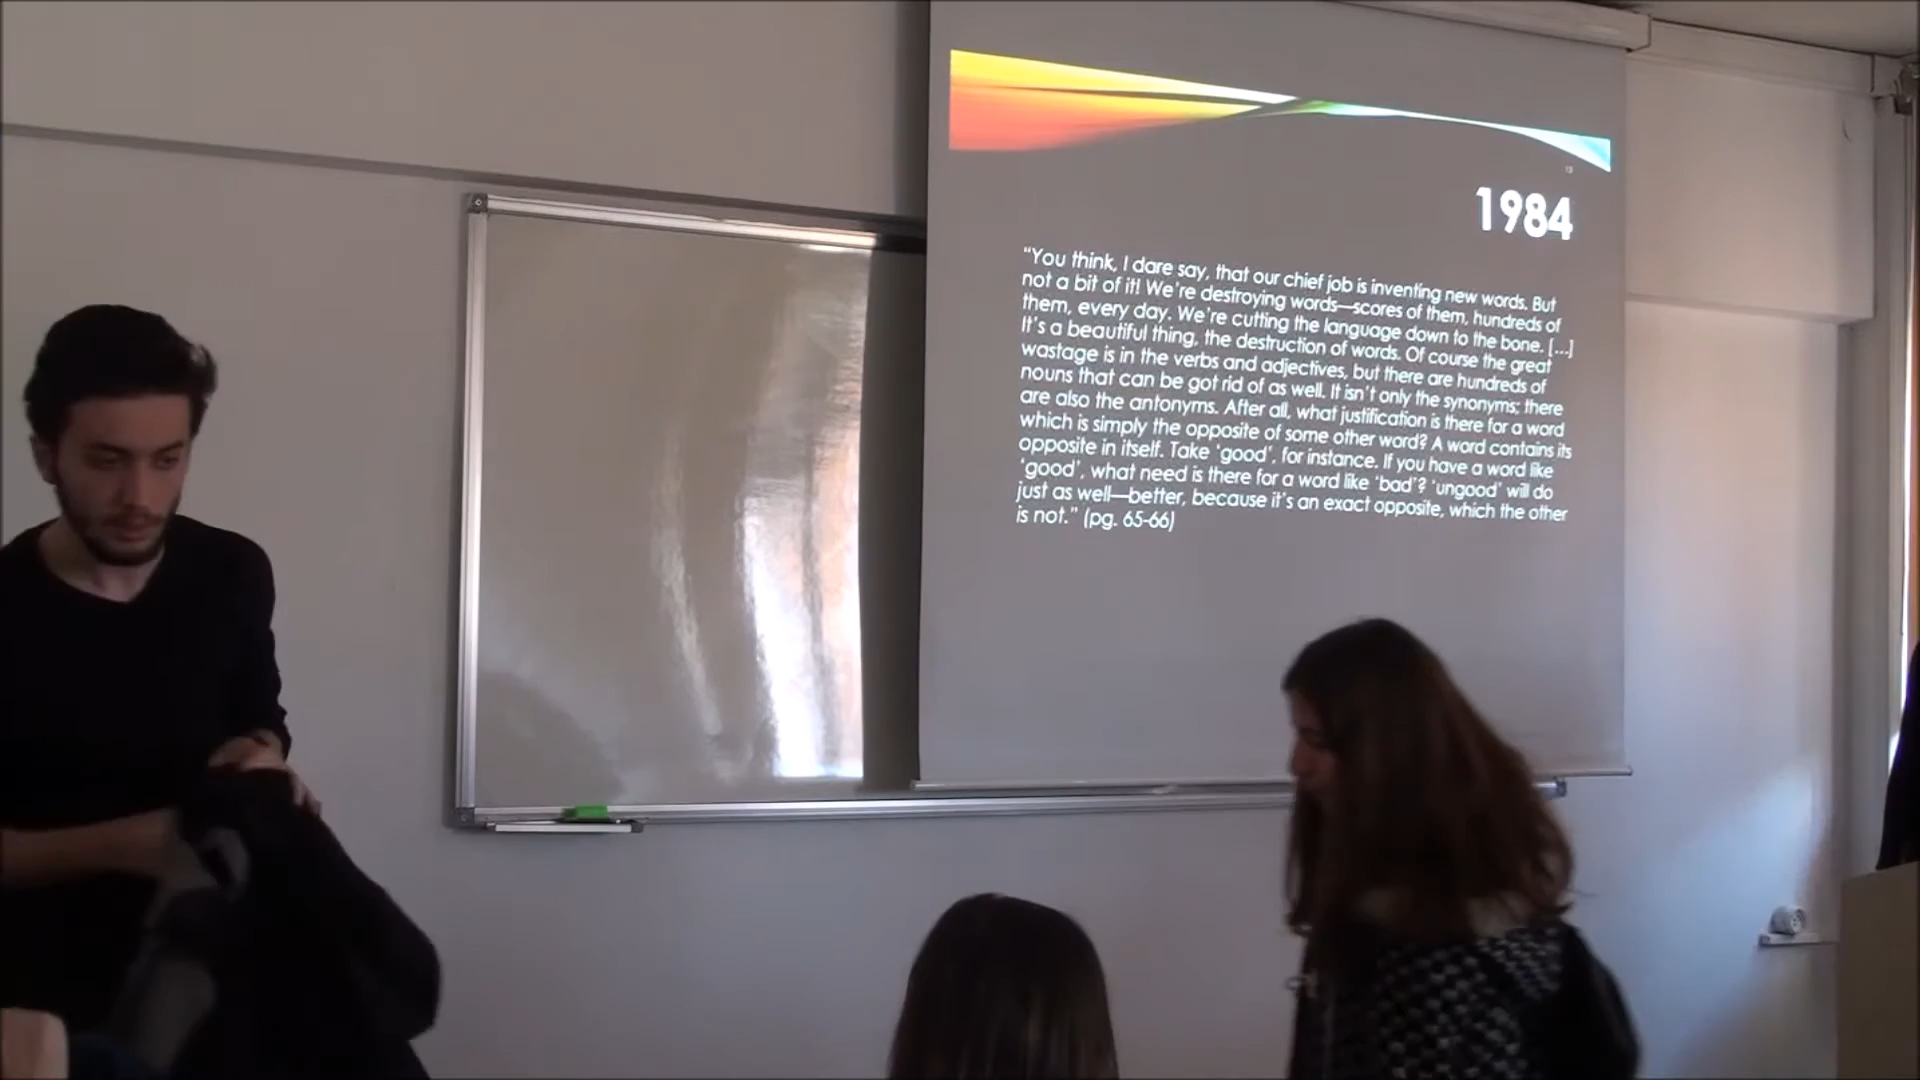 13
1984
“You think, I dare say, that our chief job is inventing new words. But
not a bit of it! We’re destroying words—scores of them, hundreds of
them, every day. We’re cutting the language down to the bone. [...]
It’s a beautiful thing, the destruction of words. Of course the great
wastage is in the verbs and adjectives, but there are hundreds of
nouns that can be got rid of as well. It isn’t only the synonyms; there
are also the antonyms. After all, what justification is there for a word
which is simply the opposite of some other word? A word contains its
opposite in itself. Take ‘good’, for instance. If you have a word like
‘good’, what need is there for a word like ‘bad’? ‘ungood’ will do
just as well—better, because it’s an exact opposite, which the other
is not.” (pg. 65-66)